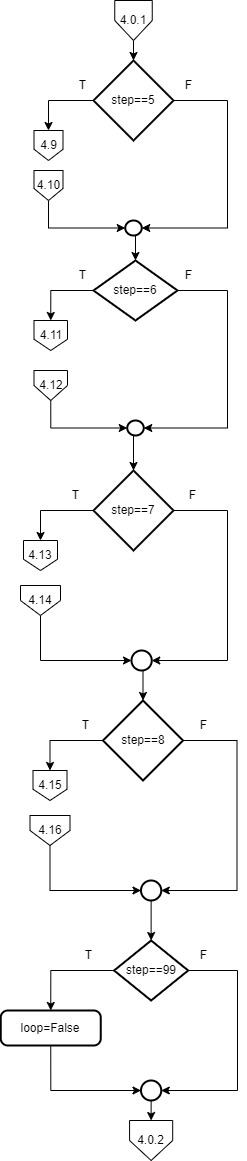 4.0.1
T
F
step==5
4.9
4.10
T
F
step==6
4.11
4.12
T
F
step==7
4.13
4.14
T
F
step==8
4.15
4.16
T
F
step==99
loop=False
4.0.2